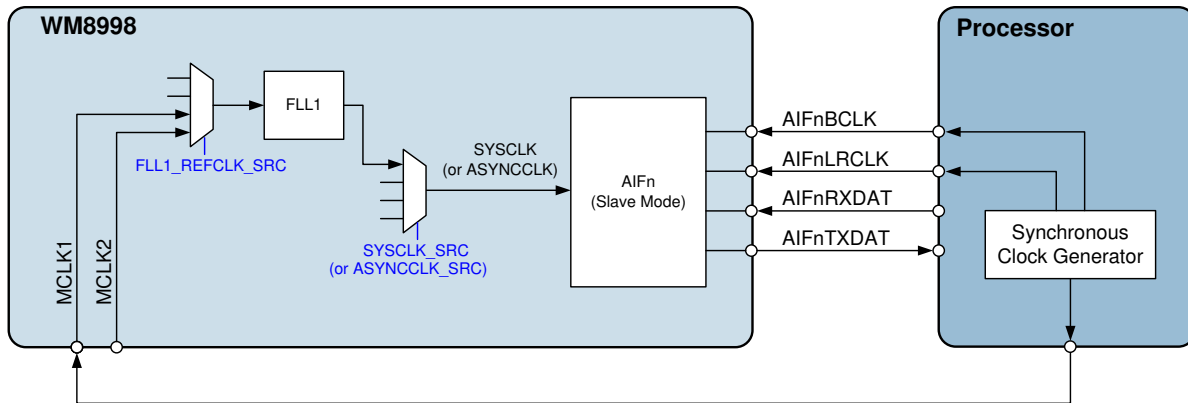 WM8998
Processor
FLL1
FLL1_REFCLK_SRC
SYSCLK
(or ASYNCCLK)
SYSCLK_SRC
(or ASYNCCLK_SRC)
MCLK1
MCLK2
AIFn
(Slave Mode)
AIFnBCLK
AIFnLRCLK
AIFnRXDAT
AIFnTXDAT
Synchronous
Clock Generator